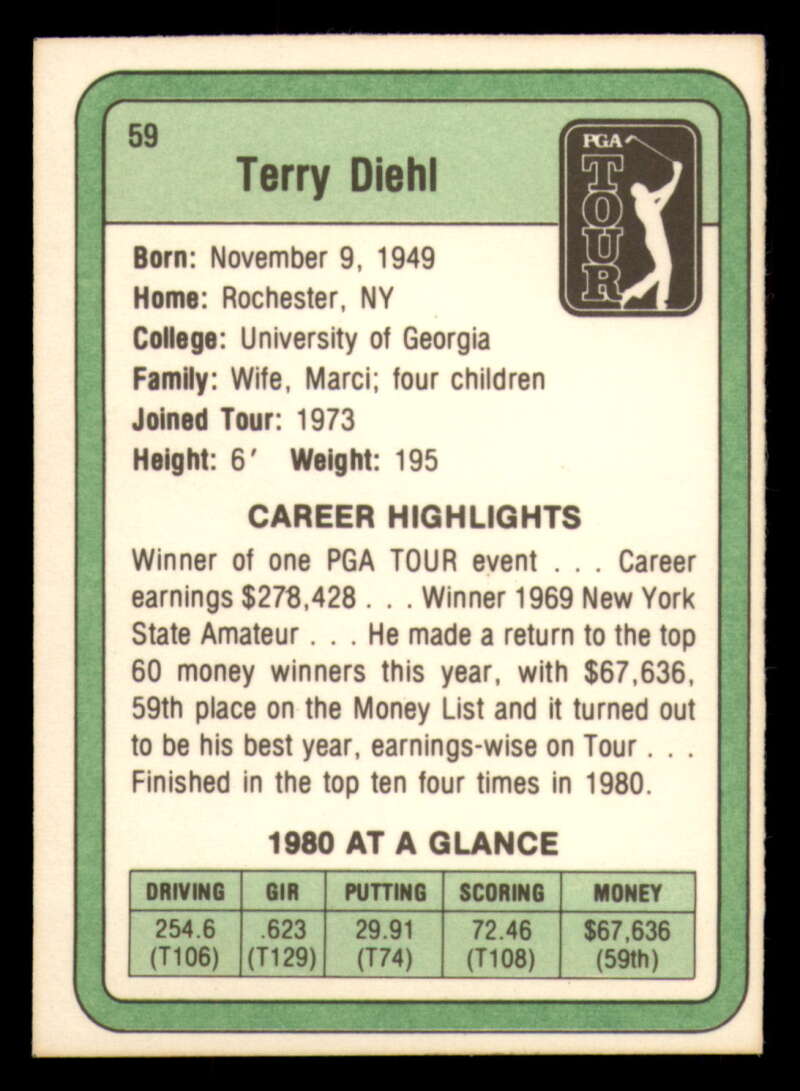 59
Terry Diehl
PGA
TOUR
Born: November 9, 1949
Home: Rochester, NY
College: University of Georgia
Family: Wife, Marci; four children
Joined Tour: 1973
Height: 6′ Weight: 195
CAREER HIGHLIGHTS
Winner of one PGA TOUR event . . . Career
earnings $278,428 . . . Winner 1969 New York
State Amateur . . . He made a return to the top
60 money winners this year, with $67,636,
59th place on the Money List and it turned out
to be his best year, earnings-wise on Tour . . .
Finished in the top ten four times in 1980.
1980 AT A GLANCE
DRIVING GIR PUTTING SCORING MONEY
254.6 .623 29.91 72.46 $67,636
(T106) (T129) (T74) (T108) (59th)